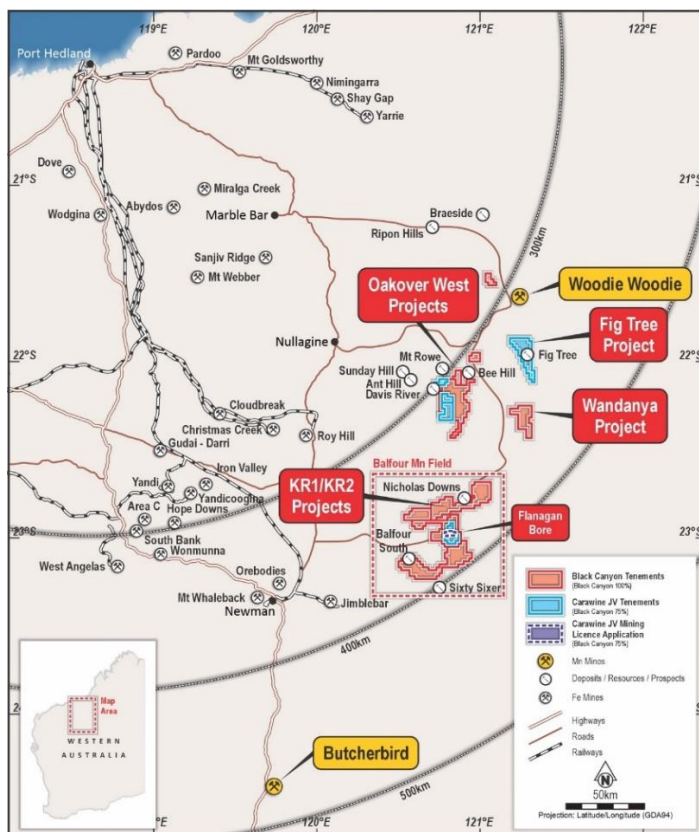 119°E
120°E
121°E
122°E
Port Hedland
Pardoo
Mt Goldsworthy
Nimingarra
Shay Gap
Yarrie
Dove
21°S
21°S
Miralga Creek
Abydos
Wodgina
Marble Bar
Braeside
Ripon Hills
300km
Sanjiv Ridge
Mt Webber
Oakover West
Projects
Woodie Woodie
Nullagine
Fig Tree
Project
22°S
22°S
Mt Rowe
Fig Tree
Sunday Hill
Bee Hill
Ant Hill
Davis River
Cloudbreak
Christmas Creek
Roy Hill
Wandanya
Project
Gudai - Darri
Iron Valley
Balfour Mn Field
Yandi
KR1/KR2
Projects
Nicholas Downs
Yandicoogina
Area C
Hope Downs
23°S
23°S
Flanagan
Bore
South Bank
Balfour
South
Wonmunna
West Angelas
Orebodies
Sixty Sixer
Mt Whaleback
Newman
Jimblebar
Black Canyon Tenements
(Black Canyon 100%)
Carawine JV Tenements
(Black Canyon 75%)
Carawine JV Mining
Licence Application
(Black Canyon 75%)
Mn Mines
Deposits / Resources / Prospects
Fe Mines
Highways
Roads
Railways
N
50km
Projection: Latitude/Longitude (GDA94)
400km
24°
Map
Area
WESTERN
AUSTRALIA
Butcherbird
500km
119°E
120°E
121°E